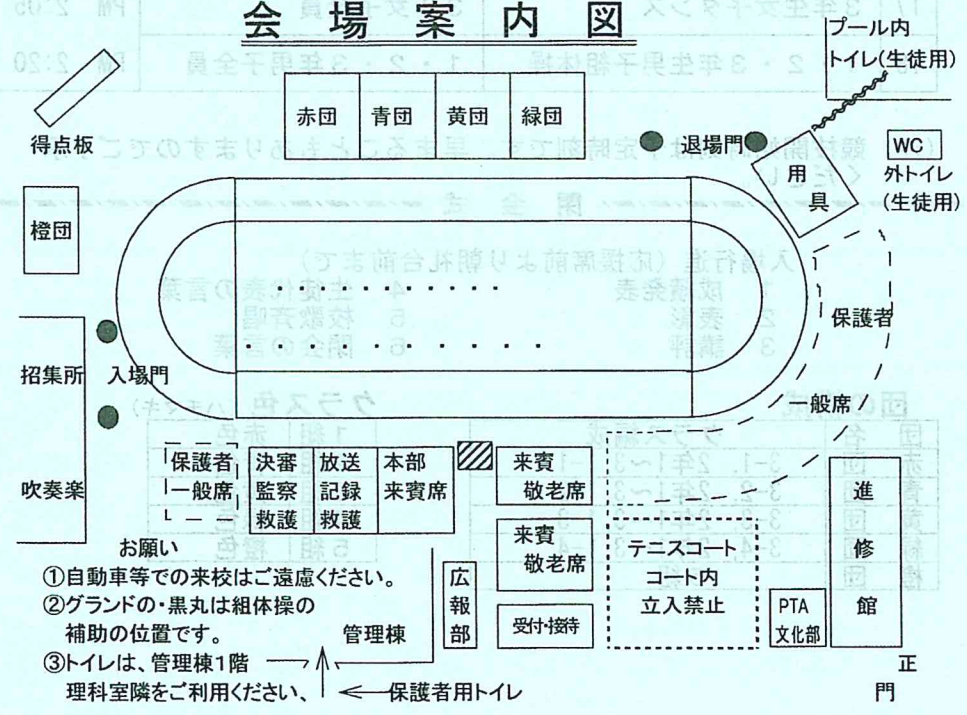 会場案内図
プール内
トイレ(生徒用)
赤団
青団
黄団
緑団
得点板
退場門
用具
WC
外トイレ
(生徒用)
橙団
保護者
一般席
招集所
入場門
吹奏楽
保護者
一般席
決審
監察
救護
放送
記録
救護
本部
来賓席
来賓
敬老席
来賓
敬老席
受付・接待
広報部
テニスコート
コート内
立入禁止
PTA
文化部
進修館
正門
お願い
①自動車等での来校はご遠慮ください。
②グランドの・黒丸は組体操の
補助の位置です。
管理棟
③トイレは、管理棟1階
理科室隣をご利用ください、
保護者用トイレ